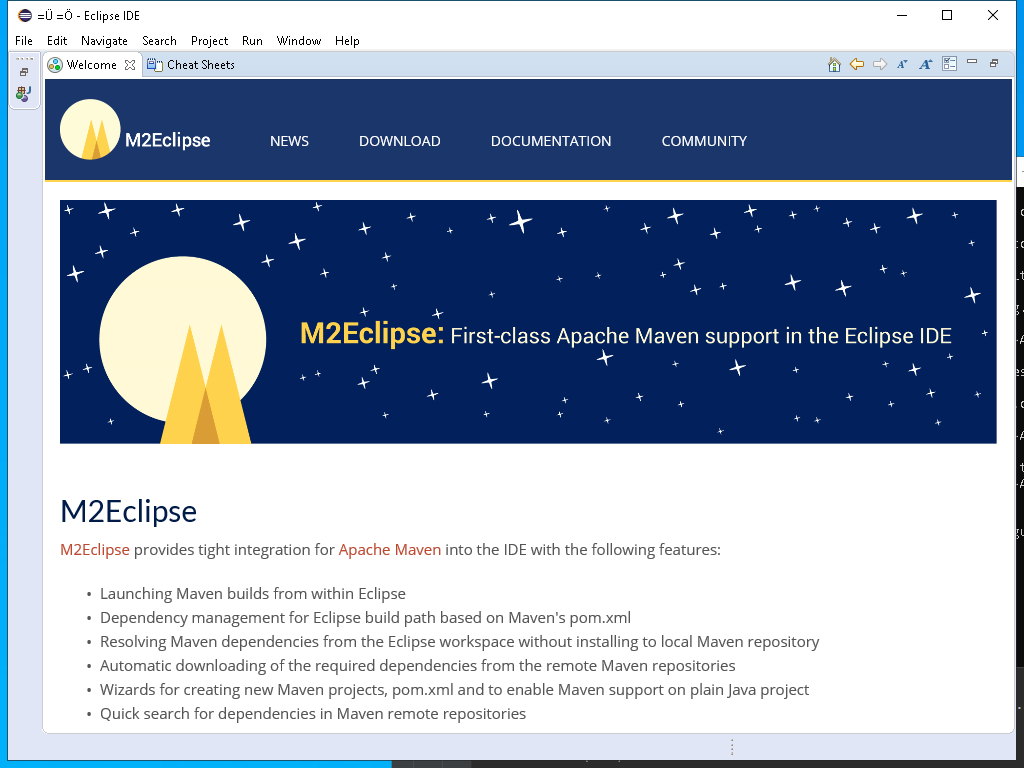 =Ü =Ö - Eclipse IDE
File Edit Navigate Search Project Run Window Help
Welcome Cheat Sheets
M2Eclipse NEWS DOWNLOAD DOCUMENTATION COMMUNITY
M2Eclipse: First-class Apache Maven support in the Eclipse IDE
M2Eclipse
M2Eclipse provides tight integration for Apache Maven into the IDE with the following features:
• Launching Maven builds from within Eclipse
• Dependency management for Eclipse build path based on Maven's pom.xml
• Resolving Maven dependencies from the Eclipse workspace without installing to local Maven repository
• Automatic downloading of the required dependencies from the remote Maven repositories
• Wizards for creating new Maven projects, pom.xml and to enable Maven support on plain Java project
• Quick search for dependencies in Maven remote repositories